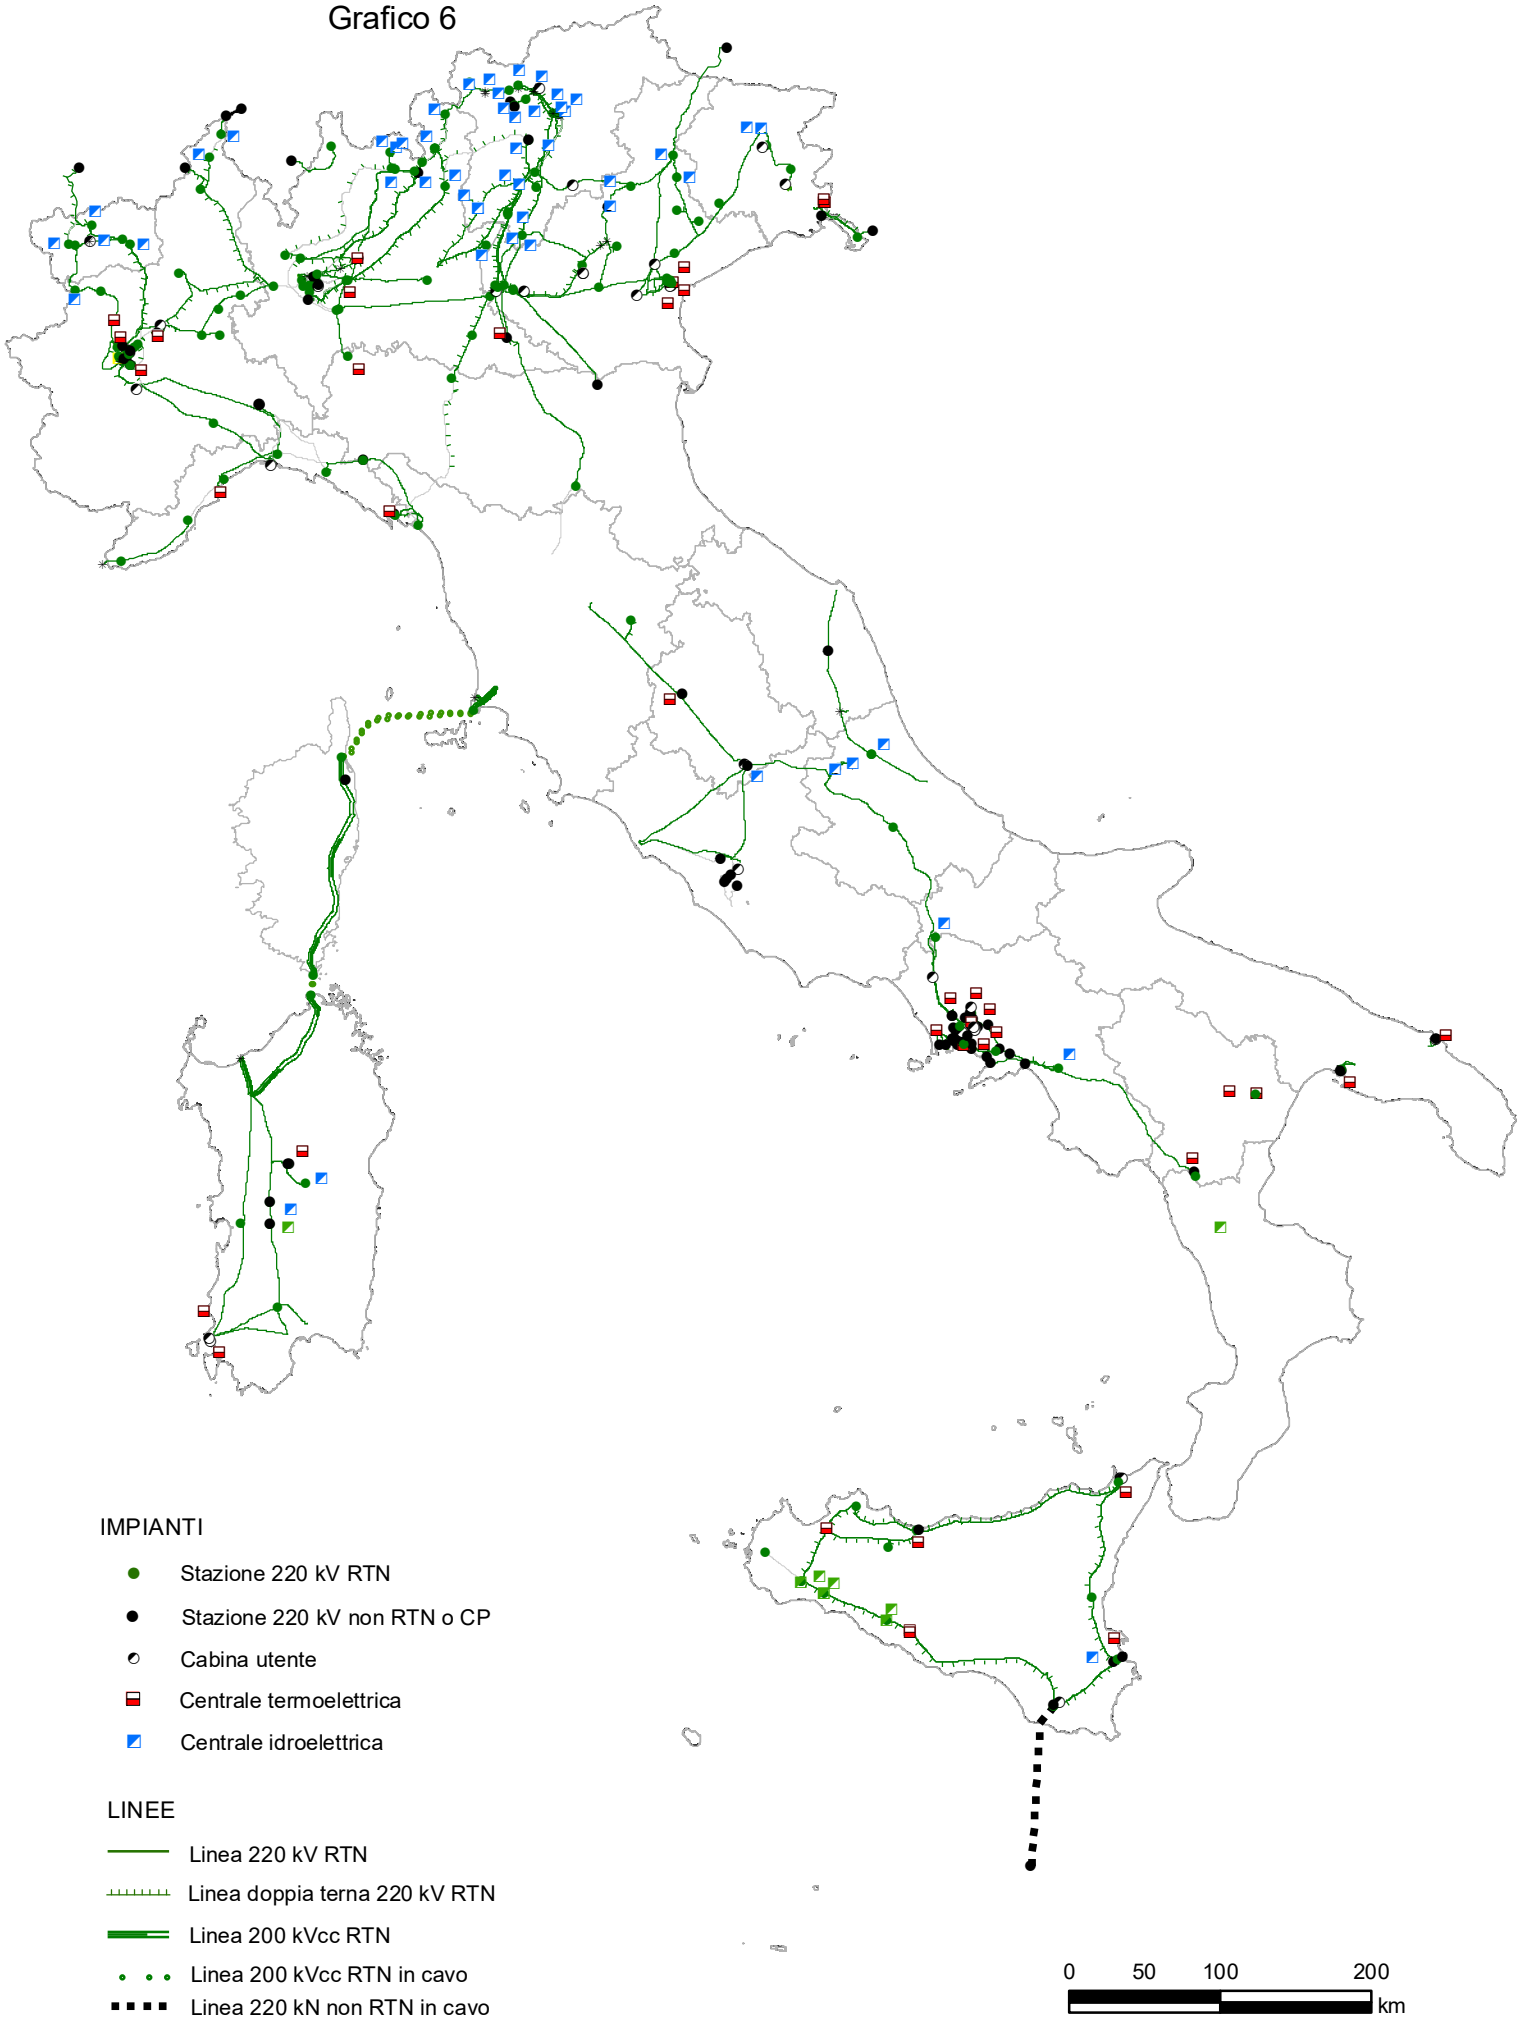 Grafico 6
IMPIANTI
Stazione 220 kV RTN
Stazione 220 kV non RTN o CP
Cabina utente
Centrale termoelettrica
Centrale idroelettrica
LINEE
Linea 220 kV RTN
Linea doppia terna 220 kV RTN
Linea 200 kVcc RTN
Linea 200 kVcc RTN in cavo
Linea 220 kN non RTN in cavo
0 50 100 200
km